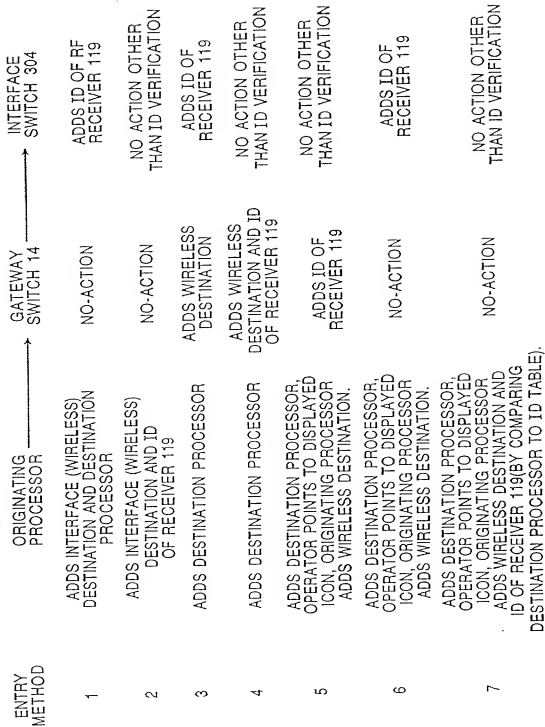 ENTRY METHOD
ORIGINATING PROCESSOR
GATEWAY SWITCH 14
INTERFACE SWITCH 304
1
ADDS INTERFACE (WIRELESS)
DESTINATION AND DESTINATION
PROCESSOR
NO-ACTION
ADDS ID OF RF
RECEIVER 119
2
ADDS INTERFACE (WIRELESS)
DESTINATION AND ID
OF RECEIVER 119
NO-ACTION
NO ACTION OTHER
THAN ID VERIFICATION
3
ADDS DESTINATION PROCESSOR
ADDS WIRELESS
DESTINATION
ADDS ID OF
RECEIVER 119
4
ADDS DESTINATION PROCESSOR
ADDS WIRELESS
DESTINATION AND ID
OF RECEIVER 119
NO ACTION OTHER
THAN ID VERIFICATION
5
ADDS DESTINATION PROCESSOR,
OPERATOR POINTS TO DISPLAYED
ICON, ORIGINATING PROCESSOR
ADDS WIRELESS DESTINATION.
ADDS ID OF
RECEIVER 119
NO ACTION OTHER
THAN ID VERIFICATION
6
ADDS DESTINATION PROCESSOR,
OPERATOR POINTS TO DISPLAYED
ICON, ORIGINATING PROCESSOR
ADDS WIRELESS DESTINATION.
NO-ACTION
ADDS ID OF
RECEIVER 119
7
ADDS DESTINATION PROCESSOR,
OPERATOR POINTS TO DISPLAYED
ICON, ORIGINATING PROCESSOR
ADDS WIRELESS DESTINATION AND
ID OF RECEIVER 119(BY COMPARING
DESTINATION PROCESSOR TO ID TABLE).
NO-ACTION
NO ACTION OTHER
THAN ID VERIFICATION